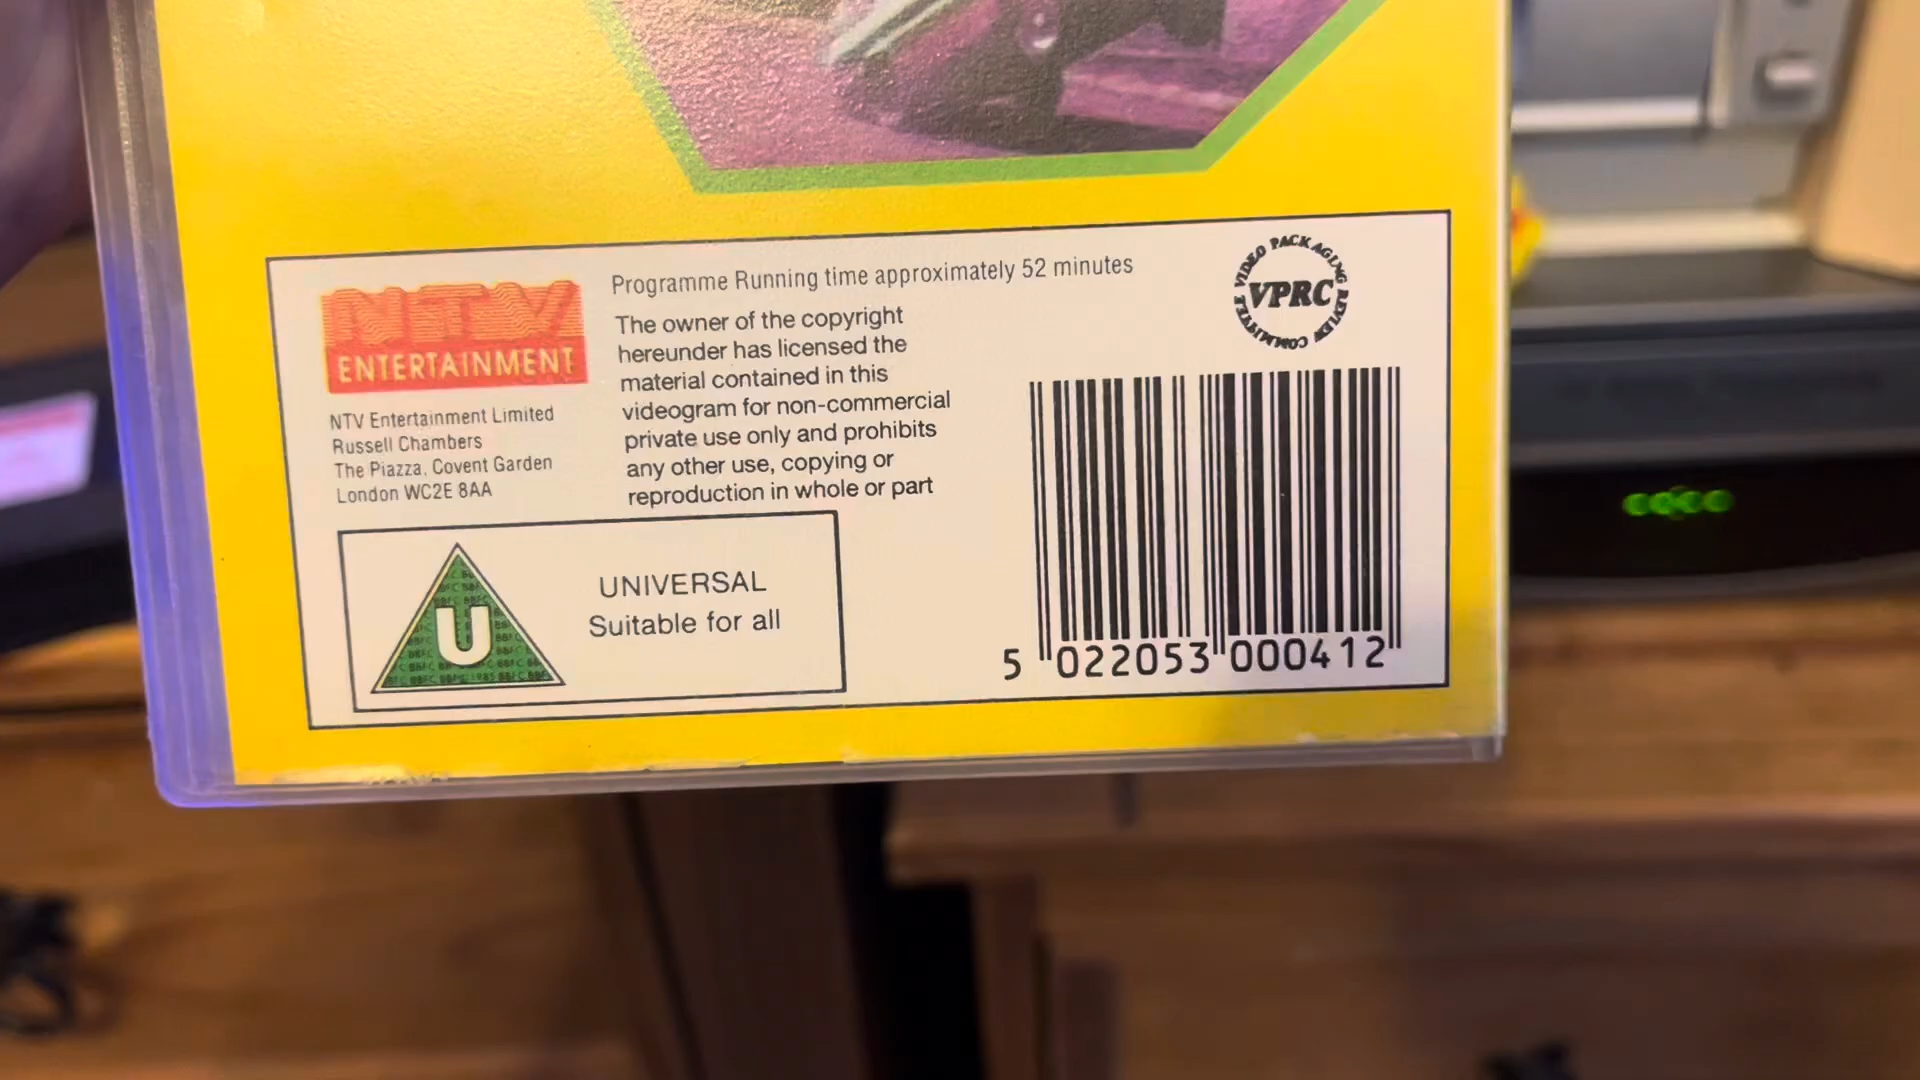 NTV
ENTERTAINMENT
NTV Entertainment Limited
Russell Chambers
The Piazza, Covent Garden
London WC2E 8AA
Programme Running time approximately 52 minutes
The owner of the copyright
hereunder has licensed the
material contained in this
videogram for non-commercial
private use only and prohibits
any other use, copying or
reproduction in whole or part
VIDEO PACKAGING REVIEW COMMITTEE
VPRC
U
UNIVERSAL
Suitable for all
5 022053 000412